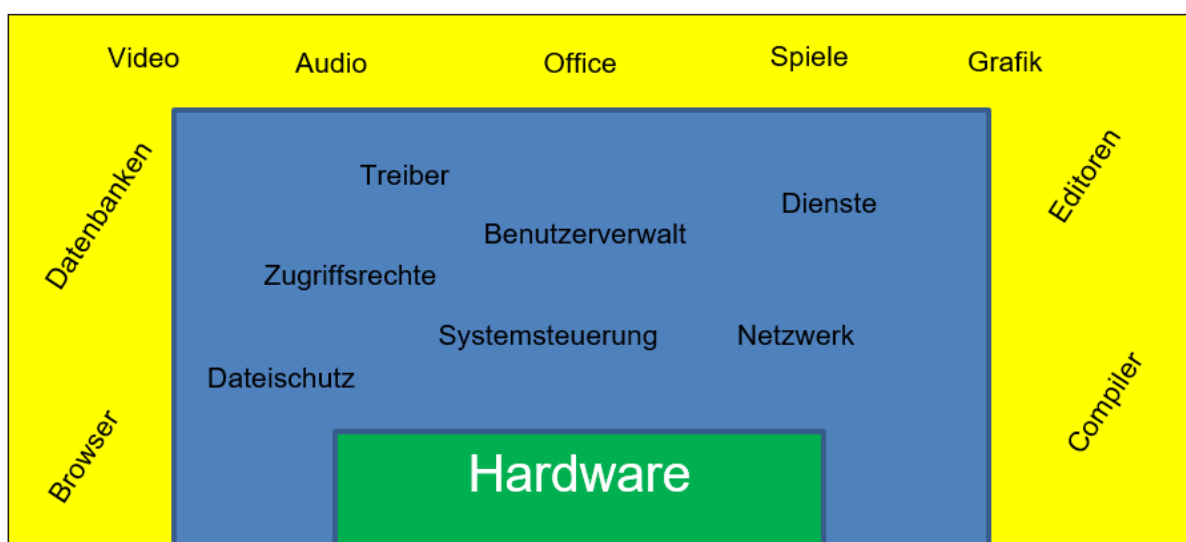 Video
Audio
Office
Spiele
Grafik
Datenbanken
Browser
Treiber
Dienste
Benutzerverwalt
Zugriffsrechte
Systemsteuerung
Netzwerk
Dateischutz
Hardware
Editoren
Compiler